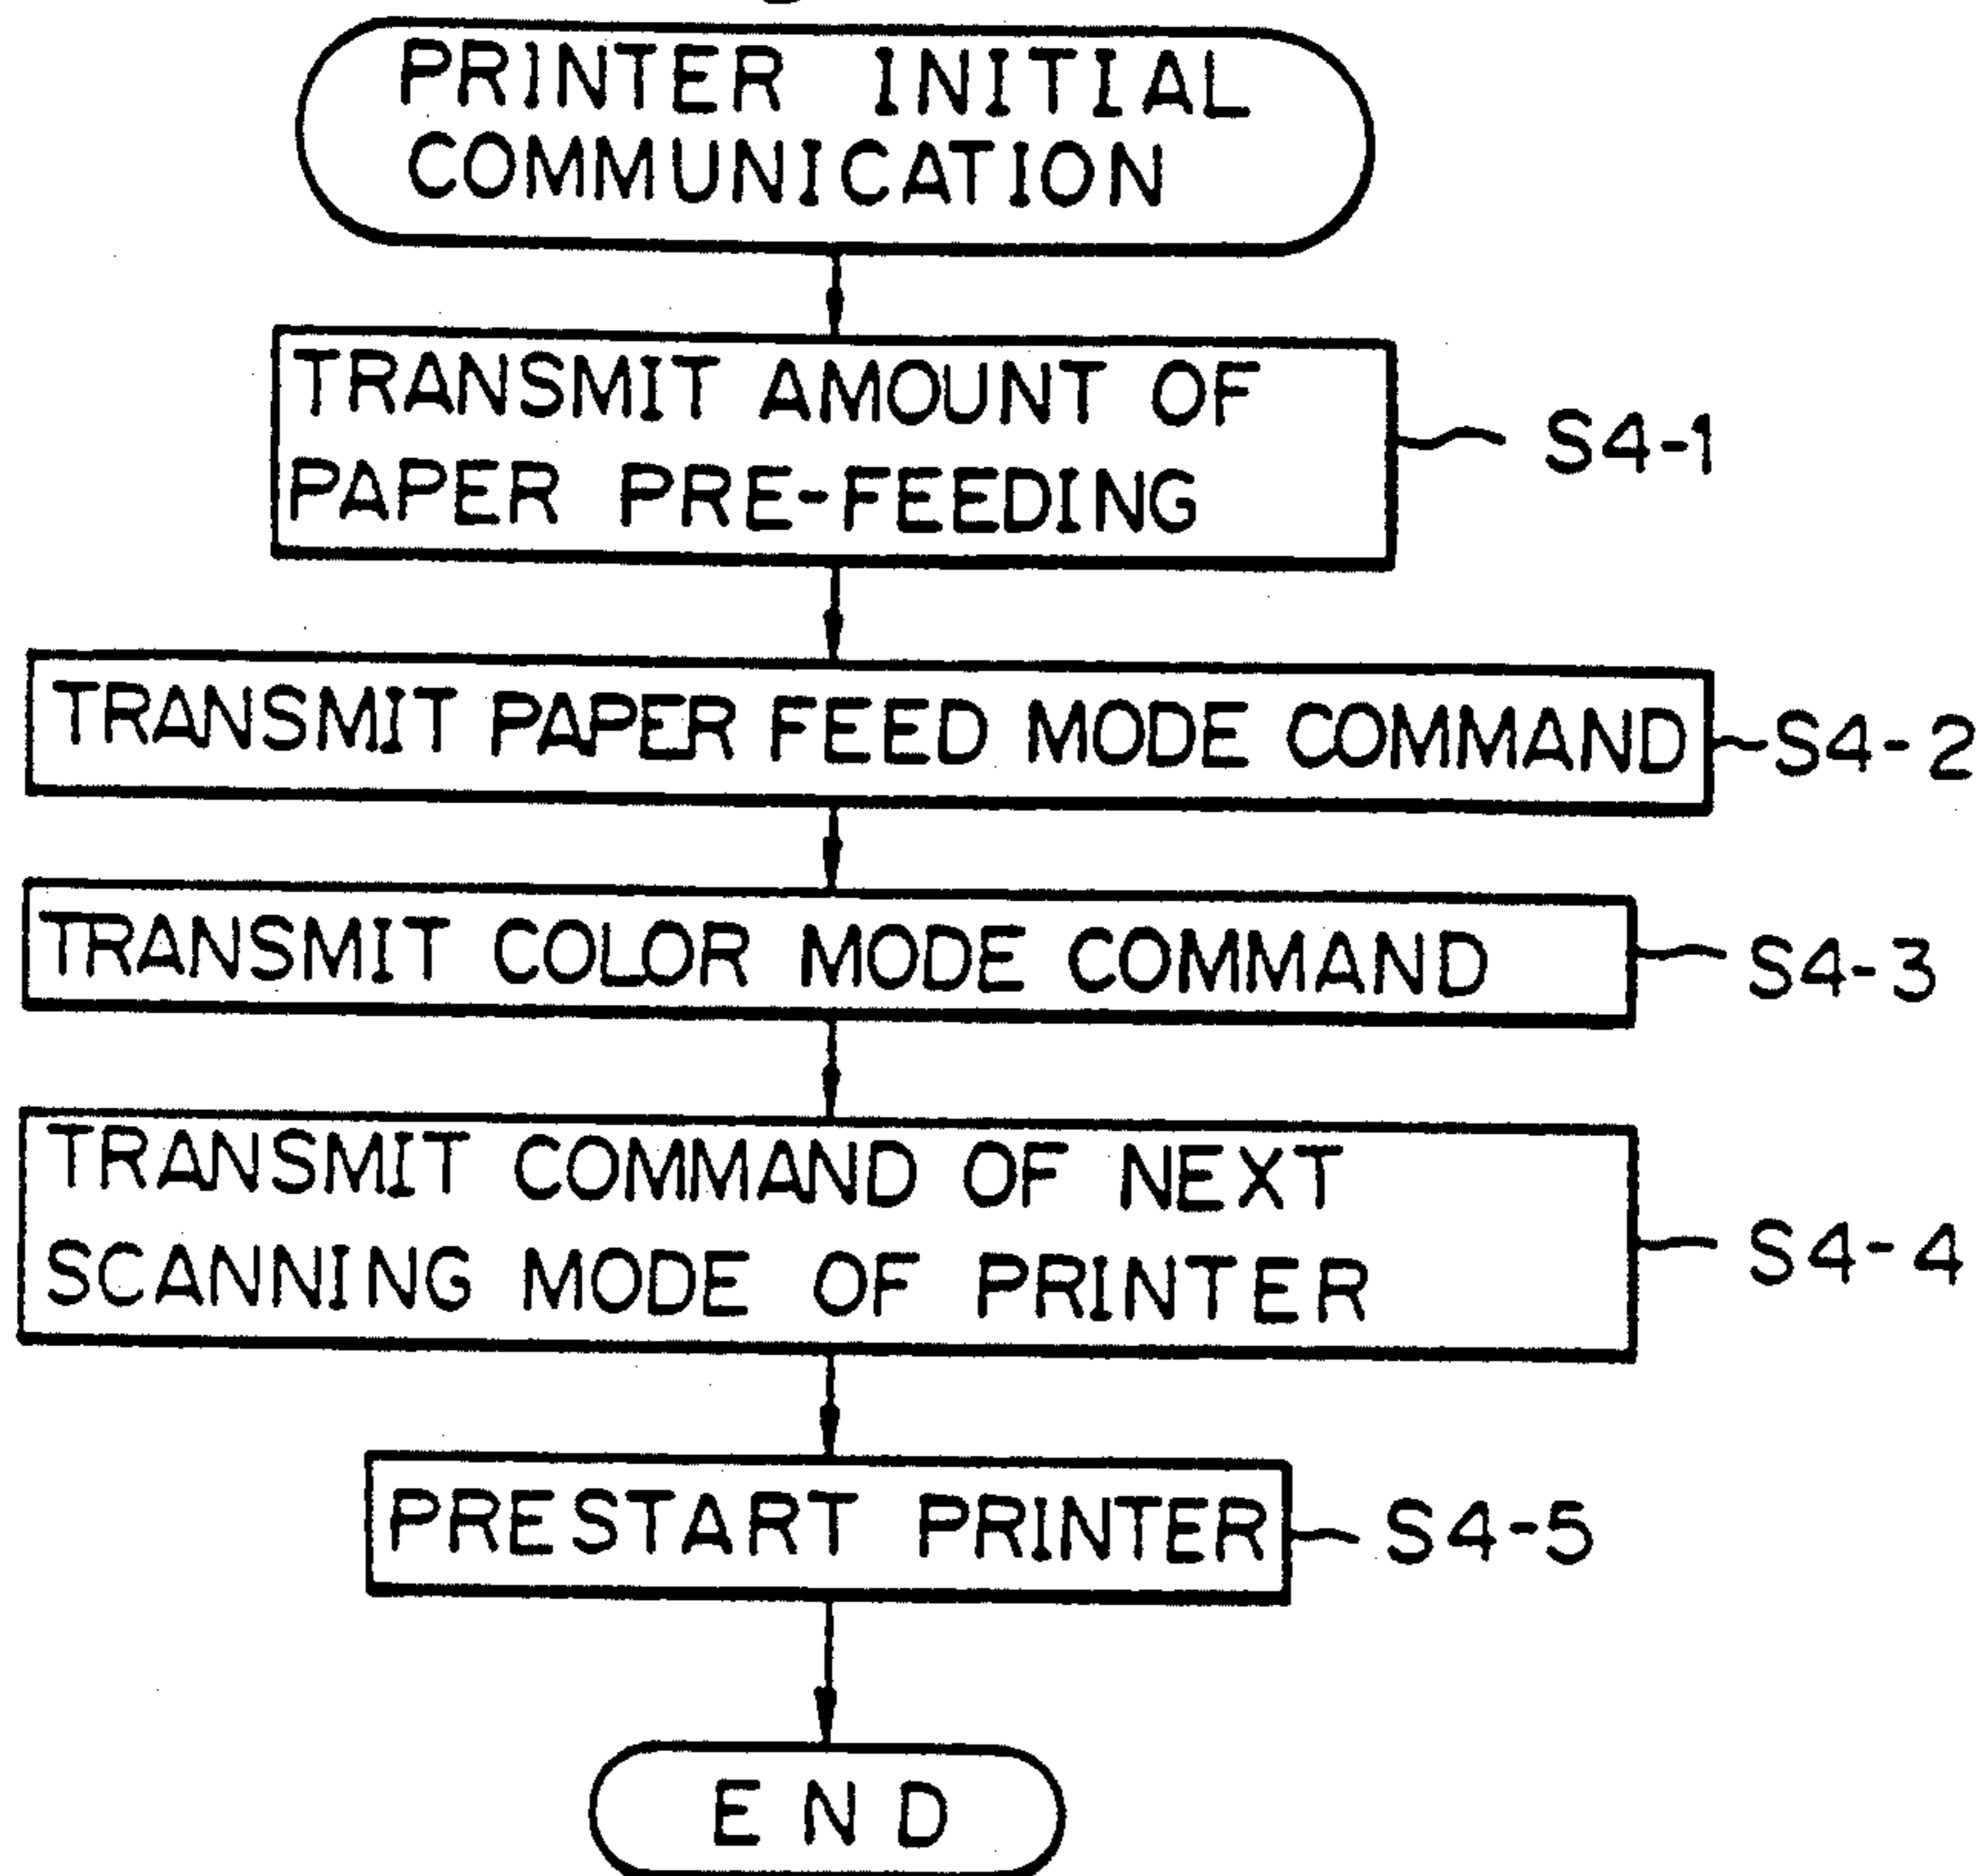 PRINTER INITIAL
COMMUNICATION
TRANSMIT AMOUNT OF
PAPER PRE-FEEDING
S4-1
TRANSMIT PAPER FEED MODE COMMAND
S4-2
TRANSMIT COLOR MODE COMMAND
S4-3
TRANSMIT COMMAND OF NEXT
SCANNING MODE OF PRINTER
S4-4
PRESTART PRINTER
S4-5
END